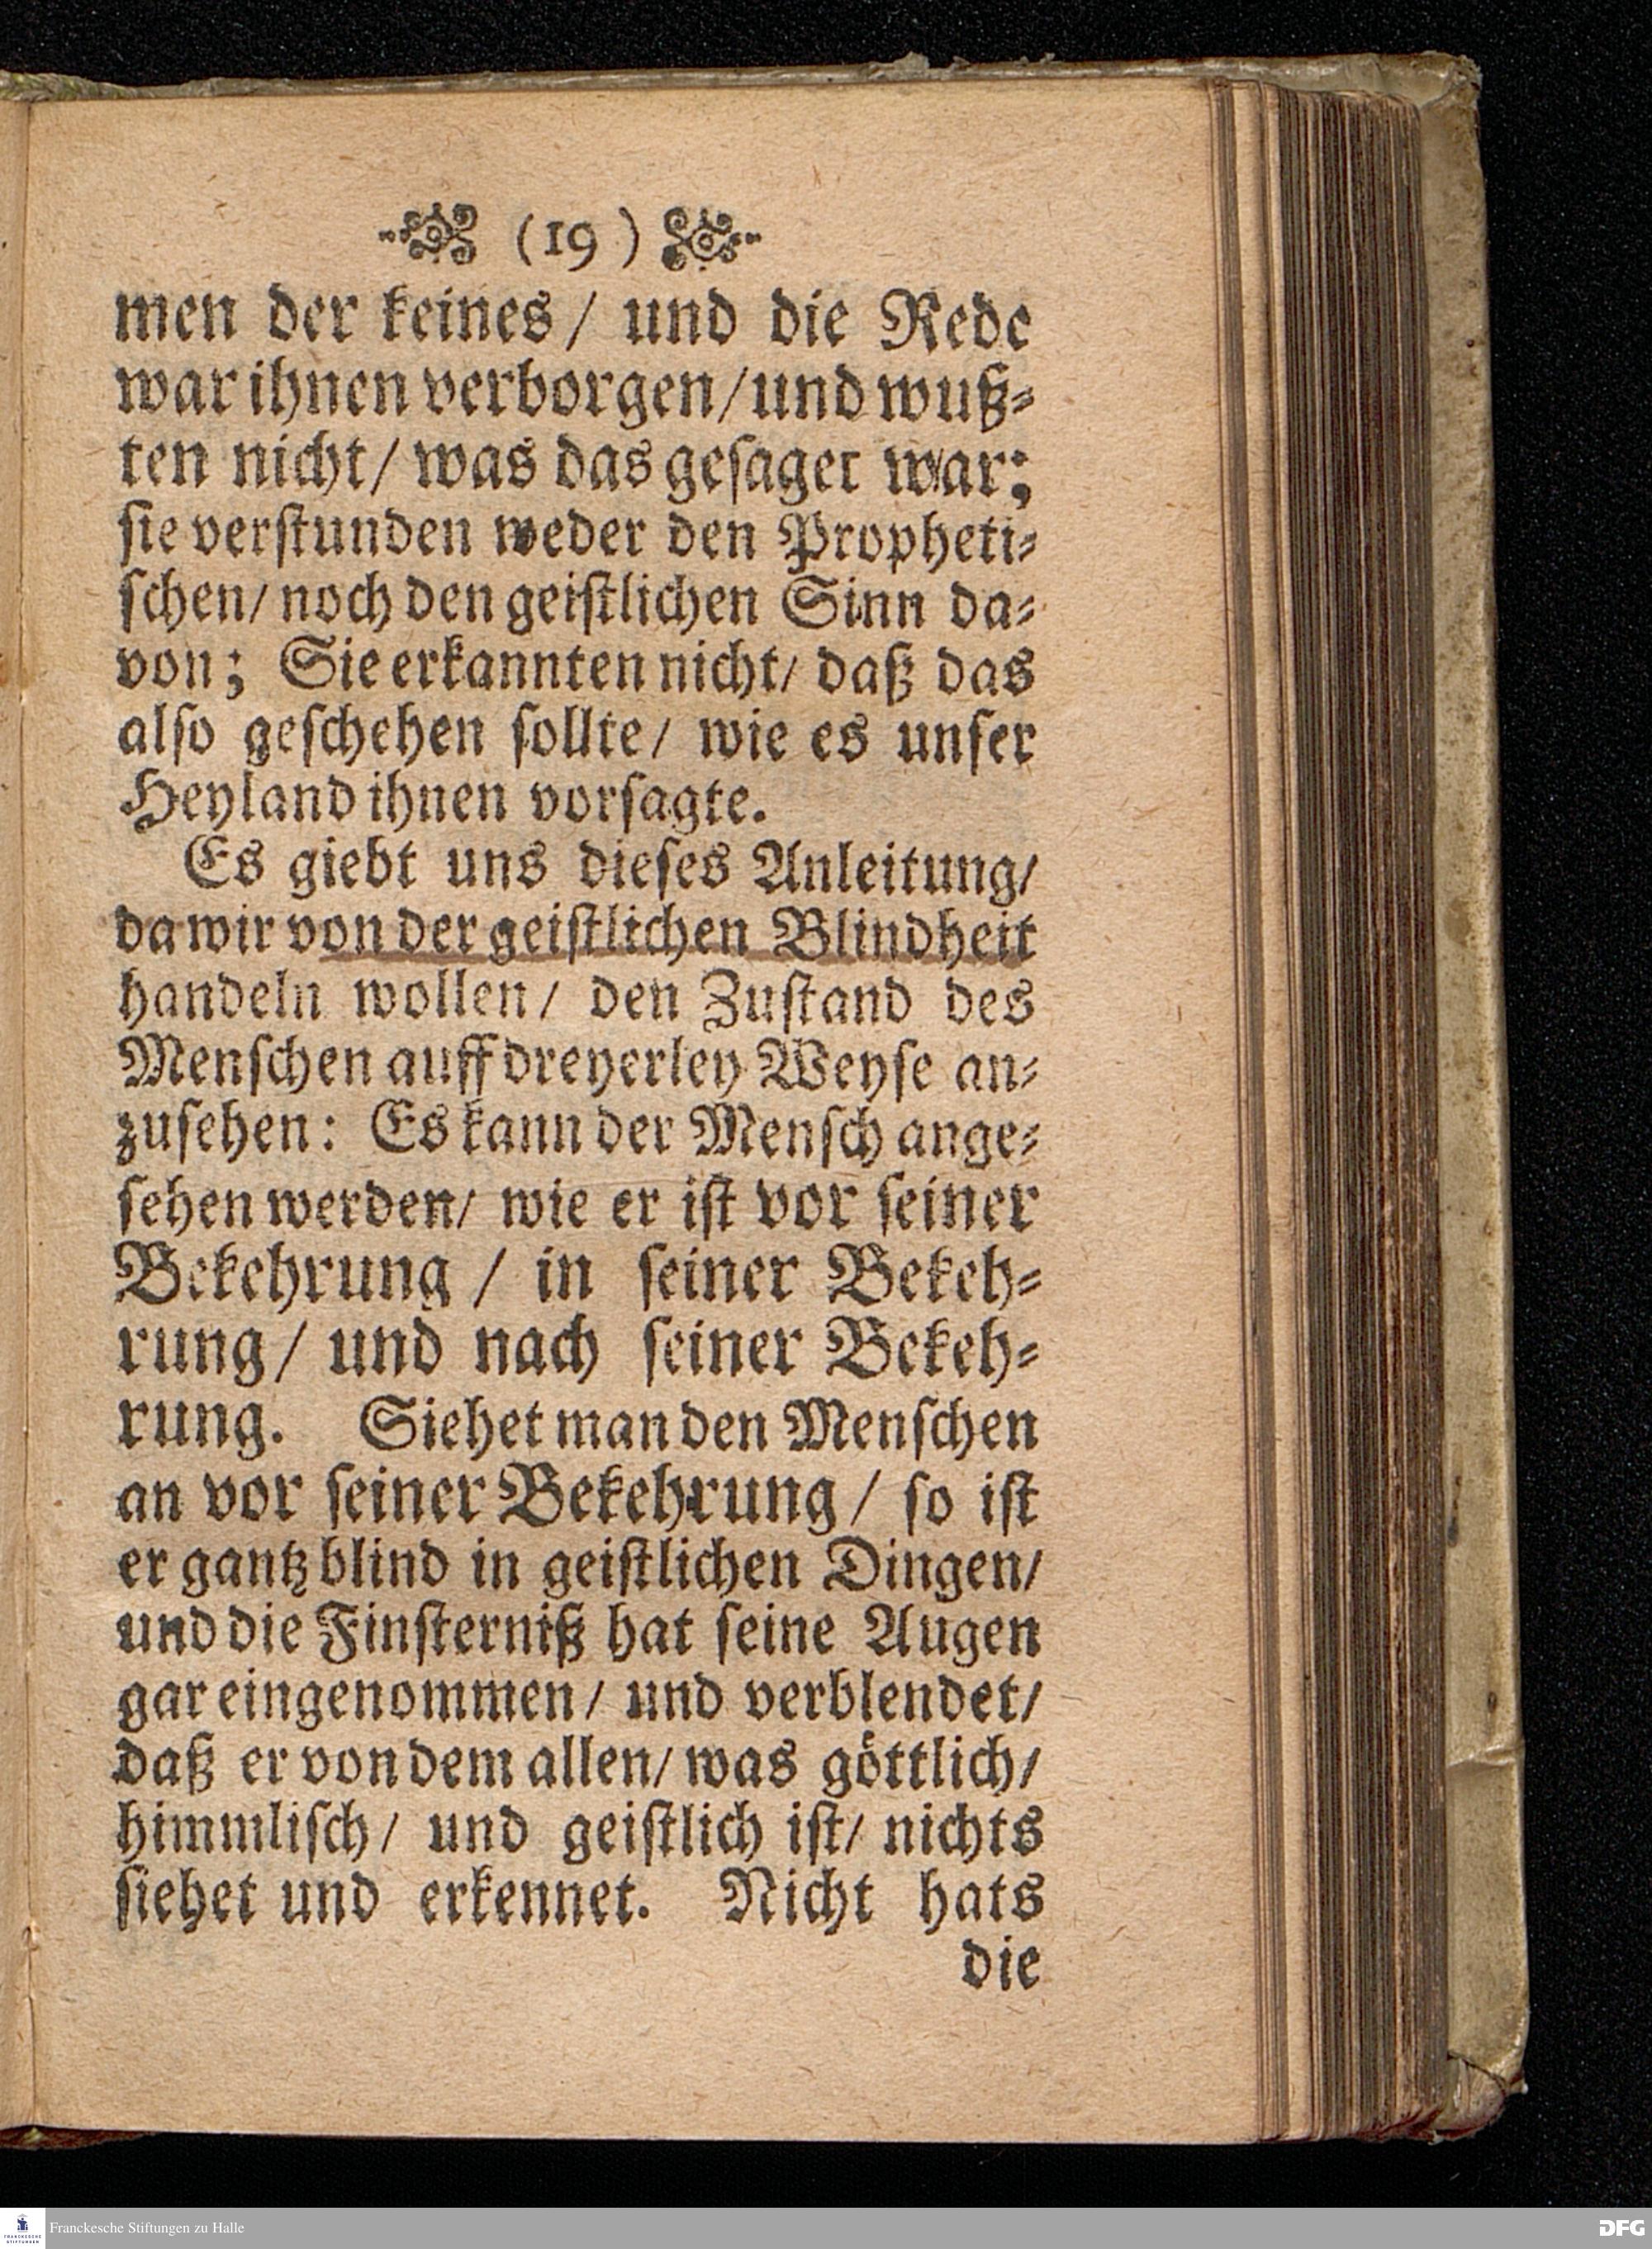 (19)
men der keines/ und die Rede
war ihnen verborgen/und wuß⸗
ten nicht/ was das gesaget war;
sie verstunden weder den Propheti⸗
schen/ noch den geistlichen Sinn da⸗
von; Sie erkannten nicht/ daß das
also geschehen sollte/ wie es unser
Heyland ihnen vorsagte.
Es giebt uns dieses Anleitung/
da wir von der geistlichen Blindheit
handeln wollen/ den Zustand des
Menschen auff dreyerley Weyse an⸗
zusehen: Es kann der Mensch ange⸗
sehen werden/ wie er ist vor seiner
Bekehrung / in seiner Bekeh⸗
rung/ und nach seiner Bekeh⸗
rung. Siehet man den Menschen
an vor seiner Bekehrung/ so ist
er gantz blind in geistlichen Dingen/
und die Finsterniß hat seine Augen
gar eingenommen/ und verblendet/
daß er von dem allen/ was göttlich/
himmlisch/ und geistlich ist/ nichts
siehet und erkennet. Nicht hats
die
Franckesche Stiftungen zu Halle
FRANCKESCHE
STIFTUNGEN
DFG